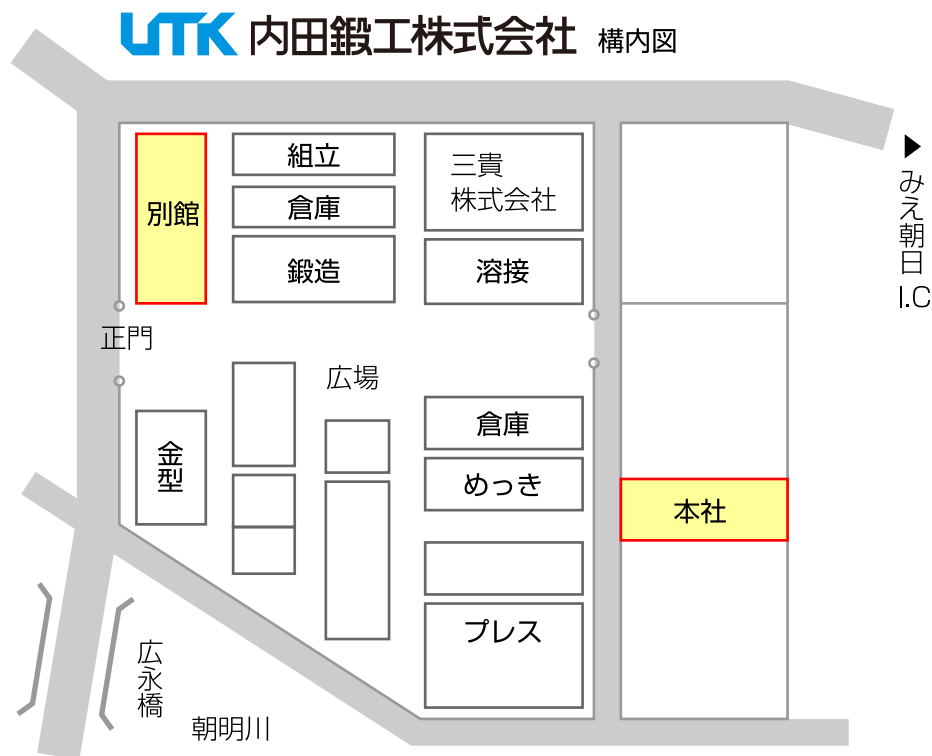 UTK 内田鍛工株式会社 構内図
別館
組立
倉庫
鍛造
三貴
株式会社
溶接
▶みえ朝日I.C
正門
広場
金型
倉庫
めっき
本社
プレス
広永橋
朝明川